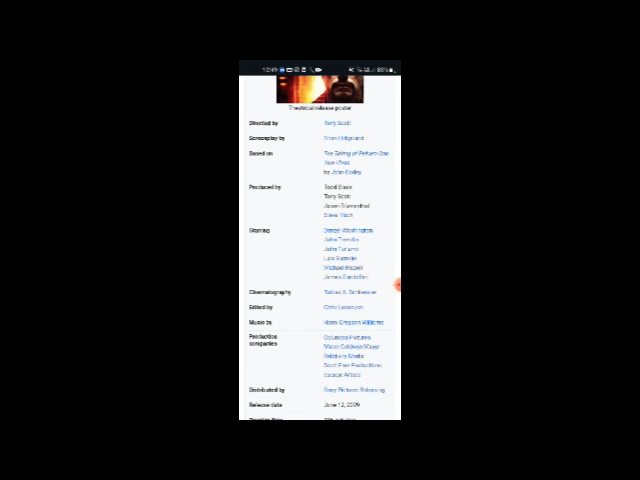 Theatrical release poster
Directed by Tony Scott
Screenplay by Brian Helgeland
Based on The Taking of Pelham One
by John Godey
Produced by Todd Black
Tony Scott
Jason Blumenthal
Steve Tisch
Starring Denzel Washington
John Travolta
John Turturro
Luis Guzmán
Michael Rispoli
James Gandolfini
Cinematography Tobias A. Schliessler
Edited by Chris Lebenzon
Music by Harry Gregson-Williams
Production companies Columbia Pictures
Metro-Goldwyn-Mayer
Relativity Media
Scott Free Productions
Escape Artists
Distributed by Sony Pictures Releasing
Release date June 12, 2009